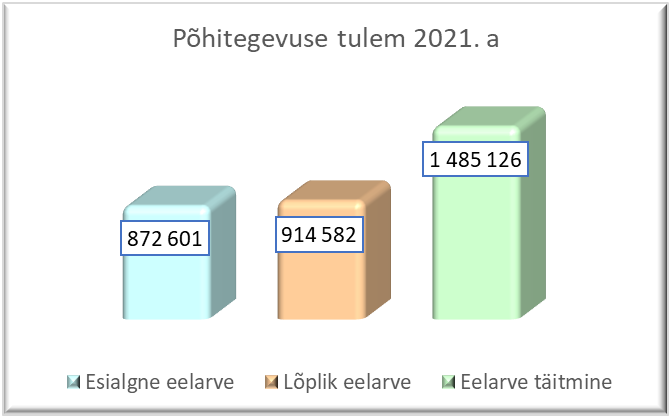 Põhitegevuse tulem 2021. a
1 485 126
872 601
914 582
Esialgne eelarve
Lõplik eelarve
Eelarve täitmine